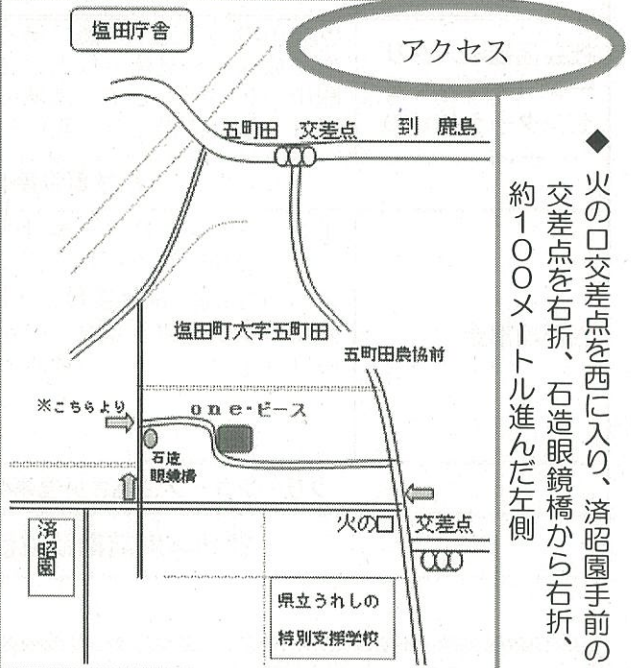 塩田庁舎
アクセス
五町田 交差点
到 鹿島
塩田町大字五町田
五町田農協前
※こちらより
one・ピース
石造
眼鏡橋
火の口 交差点
済昭園
県立うれしの
特別支援学校
◆ 火の口交差点を西に入り、済昭園手前の
交差点を右折、石造眼鏡橋から右折、
約100メートル進んだ左側